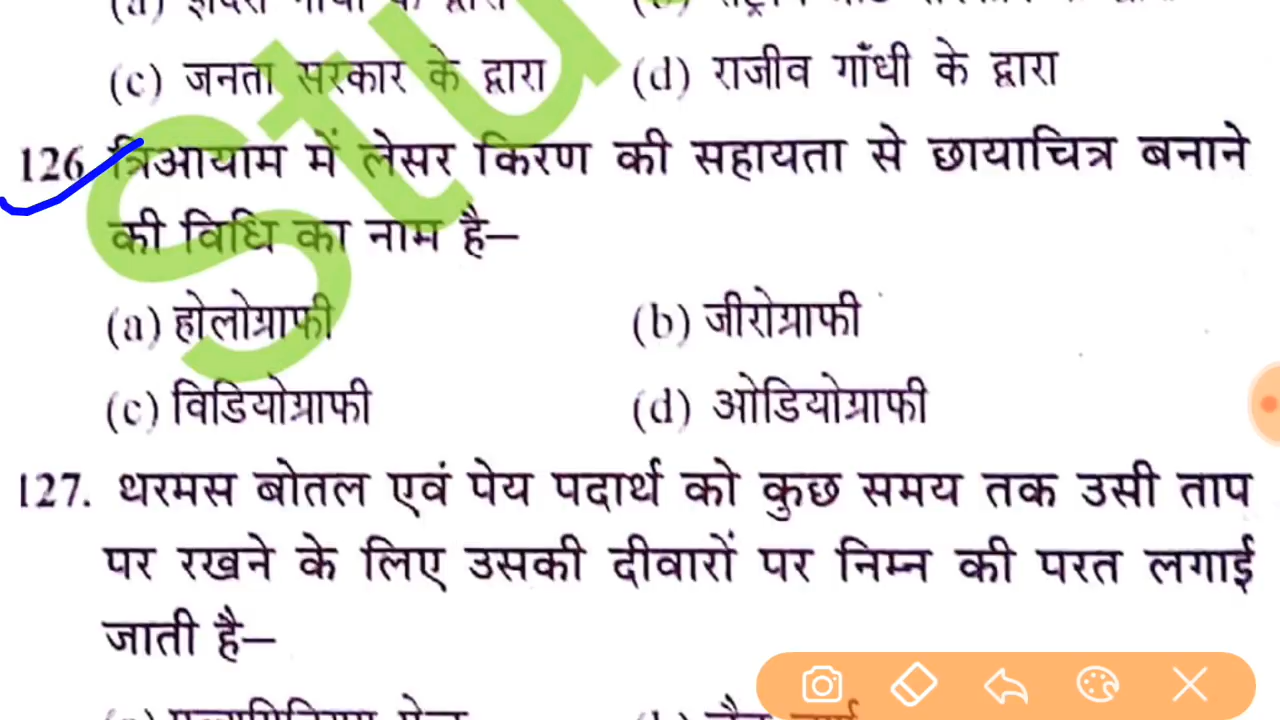 (c) जनता सरकार के द्वारा (d) राजीव गाँधी के द्वारा
126 त्रिआयाम में लेसर किरण की सहायता से छायाचित्र बनाने
की विधि का नाम है–
(a) होलोग्राफी (b) जीरोग्राफी
(c) विडियोग्राफी (d) ओडियोग्राफी
127. थरमस बोतल एवं पेय पदार्थ को कुछ समय तक उसी ताप
पर रखने के लिए उसकी दीवारों पर निम्न की परत लगाई
जाती है–
Stu